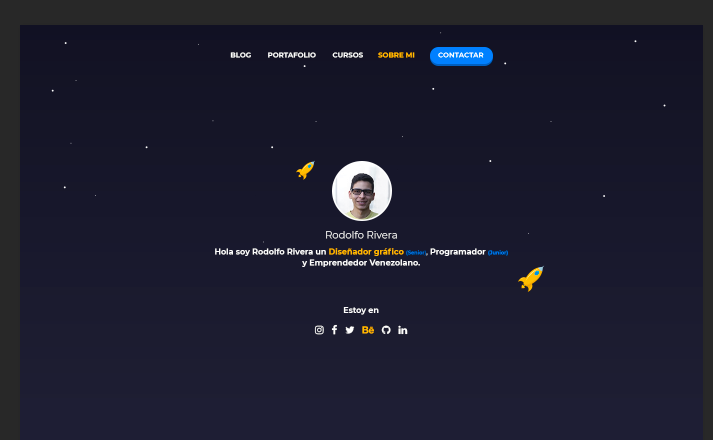 BLOG PORTAFOLIO CURSOS SOBRE MI CONTACTAR
Rodolfo Rivera
Hola soy Rodolfo Rivera un Diseñador gráfico (Senior), Programador (Junior)
y Emprendedor Venezolano.
Estoy en
Bē